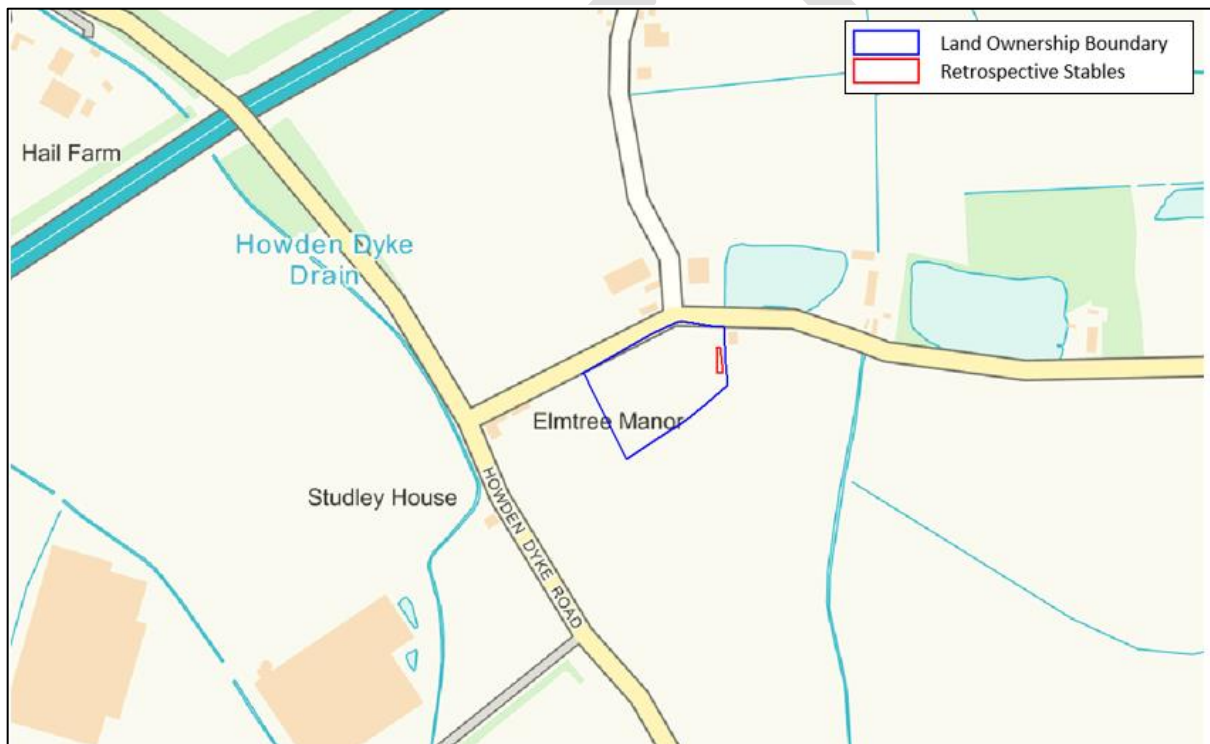 Land Ownership Boundary
Retrospective Stables
Hail Farm
Howden Dyke
Drain
Elmtree Manor
Studley House
HOWDEN DYKE ROAD